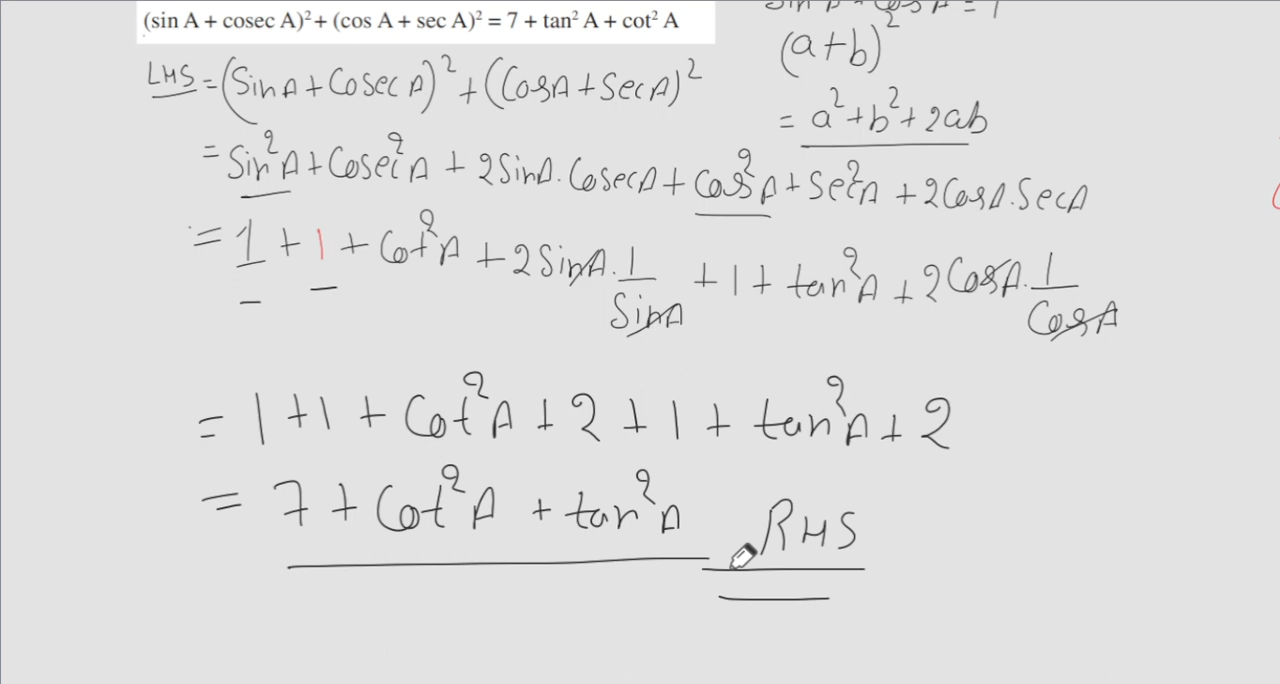 (sin A + cosec A)² + (cos A + sec A)² = 7 + tan² A + cot² A
(a+b)²
LHS = (SinA + CosecA)² + (CosA + SecA)²
= a² + b² + 2ab
= Sin²A + Cosec²A + 2SinA.CosecA + Cos²A + Sec²A + 2CosA.SecA
= 1 + 1 + Cot²A + 2SinA.1/SinA + 1 + tan²A + 2CosA.1/CosA
= 1 + 1 + Cot²A + 2 + 1 + tan²A + 2
= 7 + Cot²A + tan²A RHS